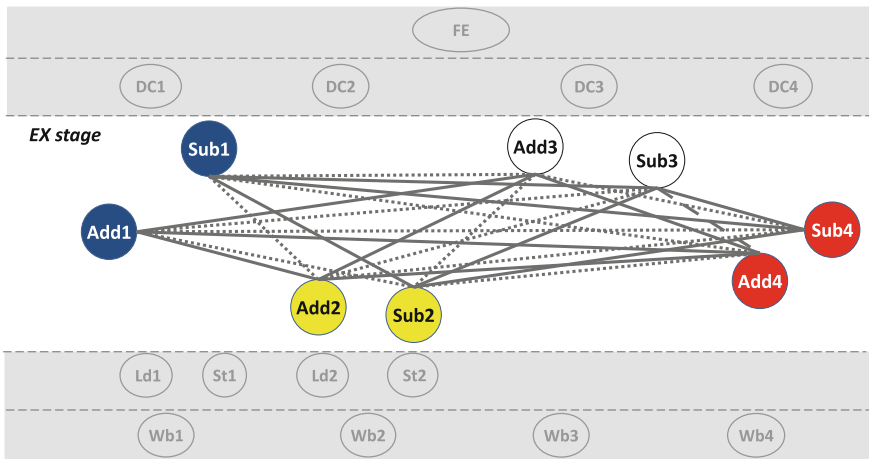 FE
DC1 DC2 DC3 DC4
EX stage
Sub1 Add3 Sub3
Add1 Sub4
Add2 Sub2 Add4
Ld1 St1 Ld2 St2
Wb1 Wb2 Wb3 Wb4